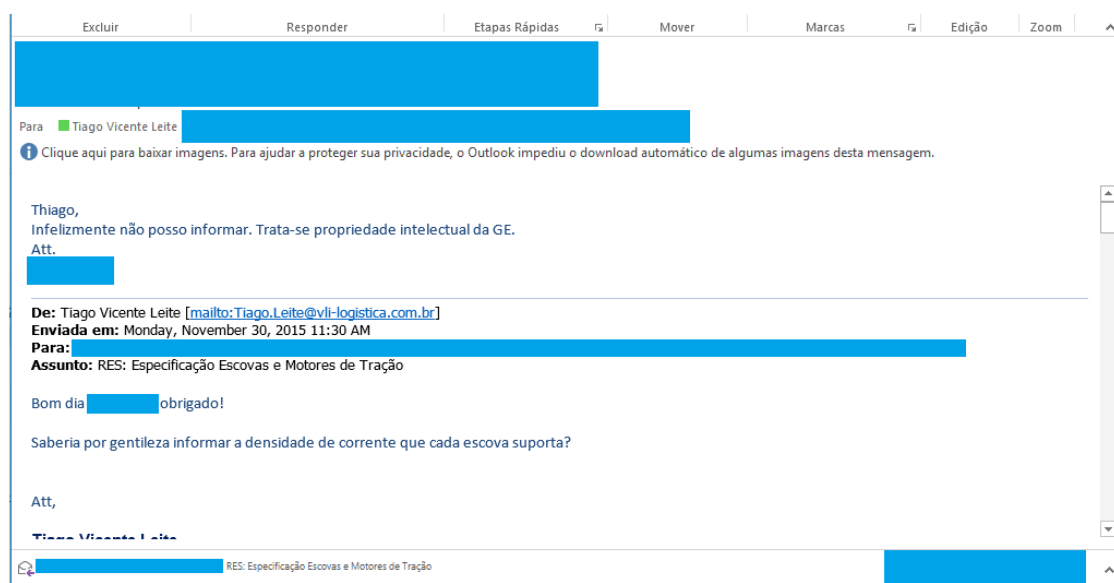 Excluir Responder Etapas Rápidas Mover Marcas Edição Zoom
Para Tiago Vicente Leite
Clique aqui para baixar imagens. Para ajudar a proteger sua privacidade, o Outlook impediu o download automático de algumas imagens desta mensagem.
Thiago,
Infelizmente não posso informar. Trata-se propriedade intelectual da GE.
Att.
De: Tiago Vicente Leite [mailto:Tiago.Leite@vli-logistica.com.br]
Enviada em: Monday, November 30, 2015 11:30 AM
Para:
Assunto: RES: Especificação Escovas e Motores de Tração
Bom dia obrigado!
Saberia por gentileza informar a densidade de corrente que cada escova suporta?
Att,
Tiago Vicente Leite
RES: Especificação Escovas e Motores de Tração